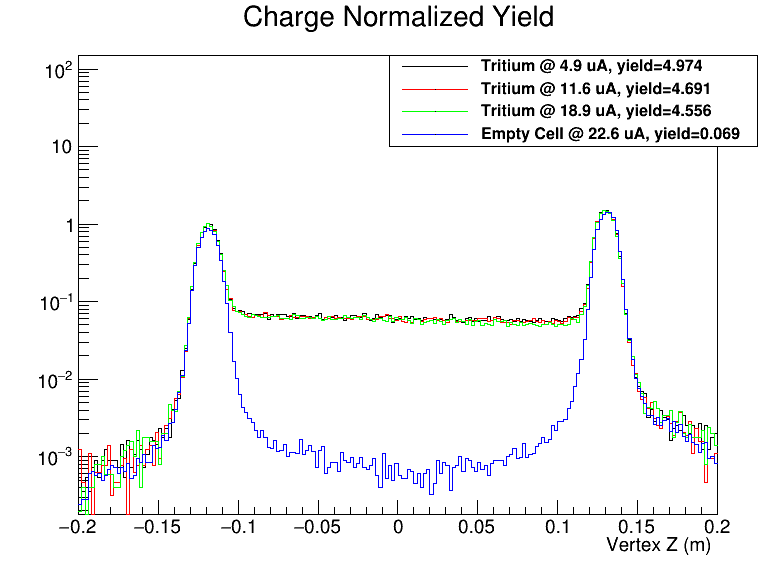 Charge Normalized Yield
Tritium @ 4.9 uA, yield=4.974
Tritium @ 11.6 uA, yield=4.691
Tritium @ 18.9 uA, yield=4.556
Empty Cell @ 22.6 uA, yield=0.069
10²
10
1
10⁻¹
10⁻²
10⁻³
−0.2 −0.15 −0.1 −0.05 0 0.05 0.1 0.15 0.2
Vertex Z (m)